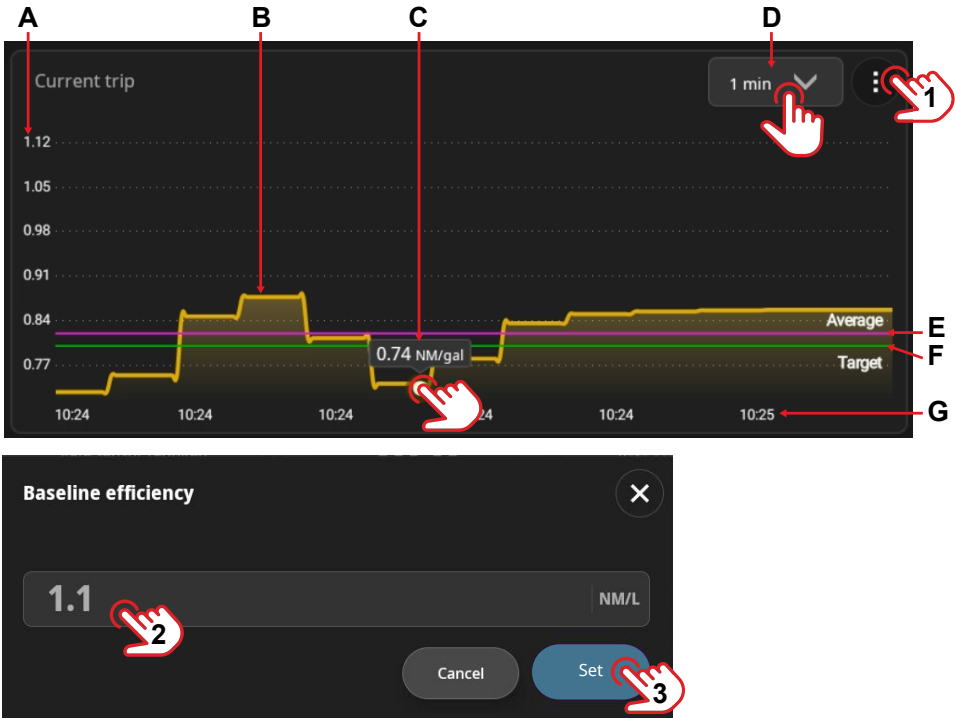 A B C D
Current trip
1 min
1
1.12
1.05
0.98
0.91
0.84
Average
E
0.74 NM/gal
F
0.77
Target
10:24 10:24 10:24 24 10:24 10:25
G
Baseline efficiency
1.1
NM/L
2
Cancel
Set
3